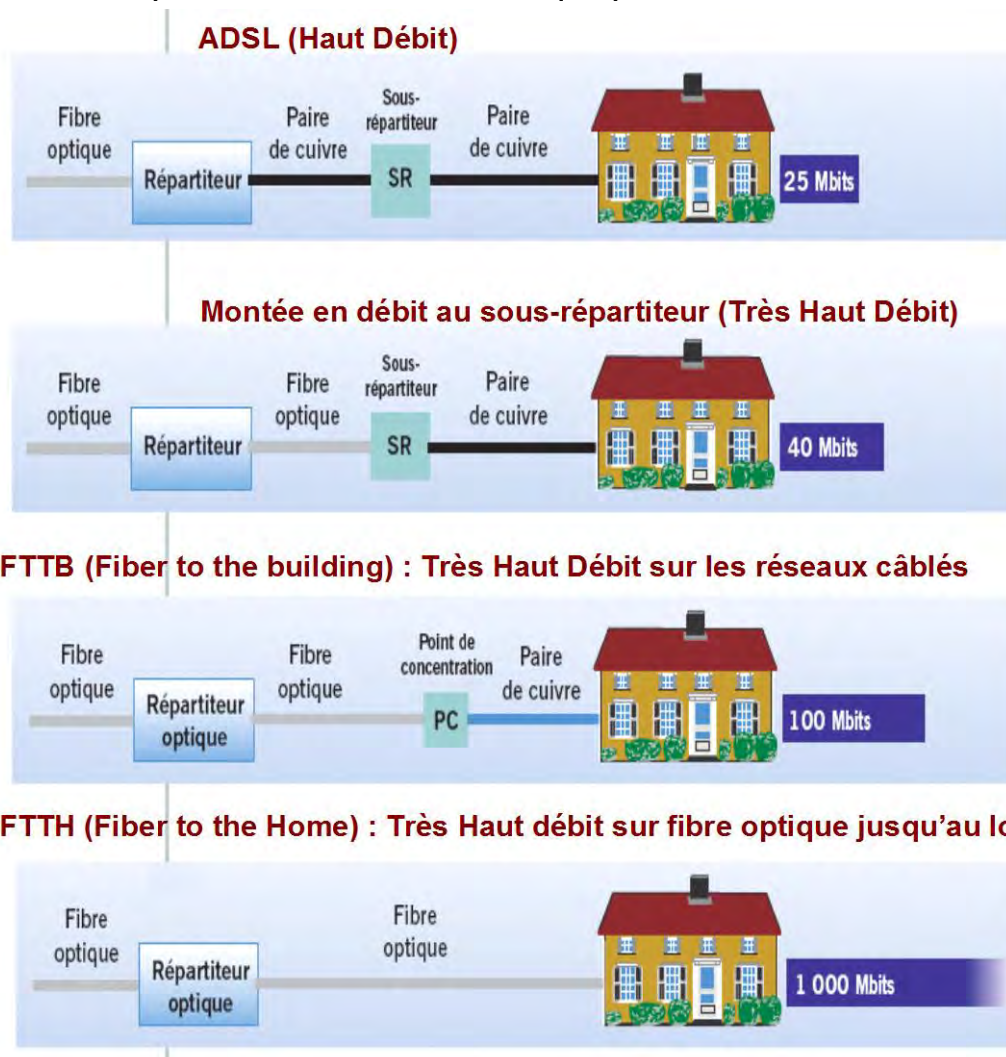 ADSL (Haut Débit)
Fibre
optique
Répartiteur
Paire
de cuivre
Sous-
répartiteur
SR
Paire
de cuivre
25 Mbits
Montée en débit au sous-répartiteur (Très Haut Débit)
Fibre
optique
Répartiteur
Fibre
optique
Sous-
répartiteur
SR
Paire
de cuivre
40 Mbits
FTTB (Fiber to the building) : Très Haut Débit sur les réseaux câblés
Fibre
optique
Répartiteur
optique
Fibre
optique
Point de
concentration
PC
Paire
de cuivre
100 Mbits
FTTH (Fiber to the Home) : Très Haut débit sur fibre optique jusqu'au lo
Fibre
optique
Répartiteur
optique
Fibre
optique
1 000 Mbits